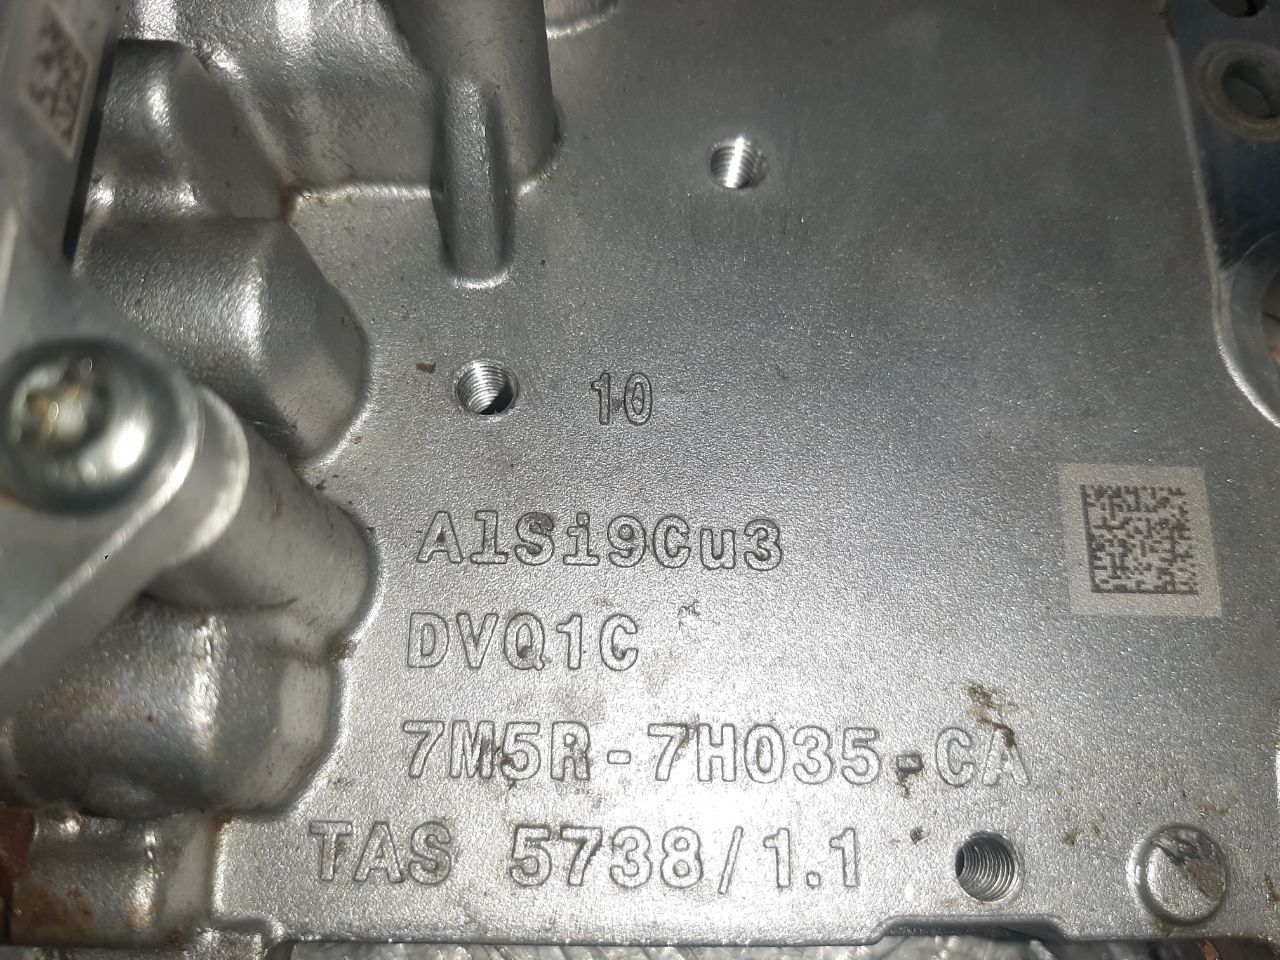 10
AlSi9Cu3
DVQ1C
7M5R-7H035-CA
TAS 5738/1.1